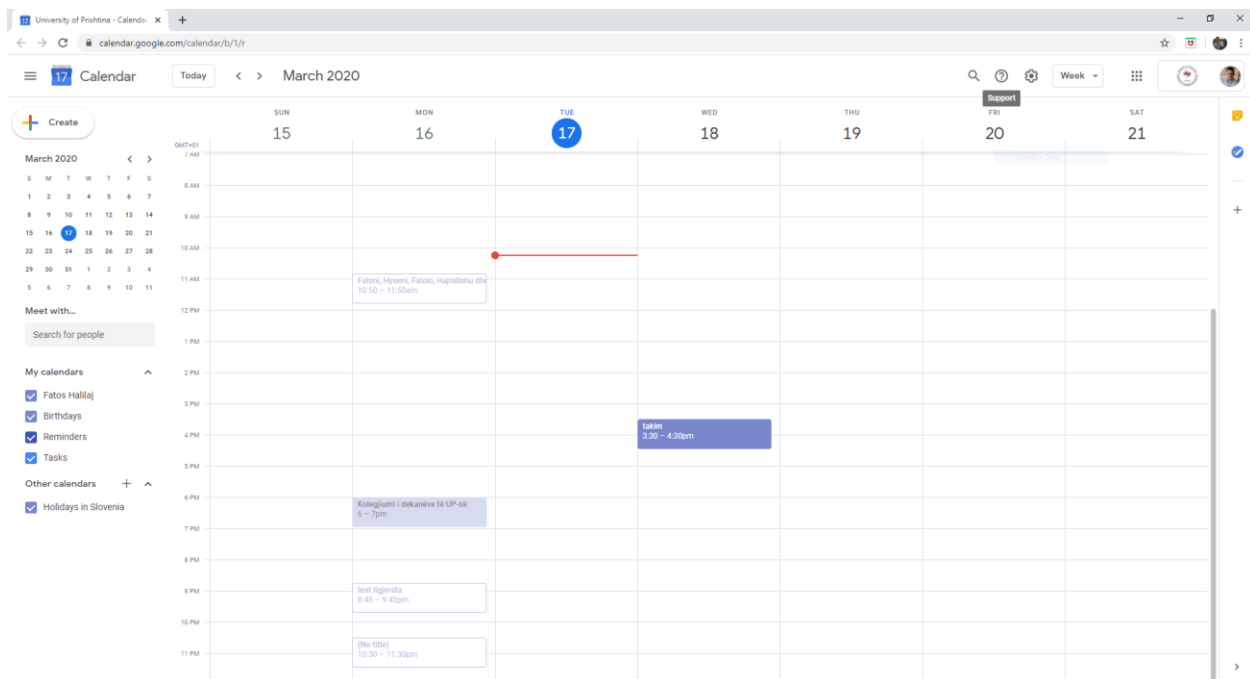 University of Prishtina - Calendar
calendar.google.com/calendar/b/1/r
17 Calendar Today March 2020 Week
Support
Create
SUN MON TUE WED THU FRI SAT
15 16 17 18 19 20 21
GMT+01
March 2020
S M T W T F S
1 2 3 4 5 6 7
8 9 10 11 12 13 14
15 16 17 18 19 20 21
22 23 24 25 26 27 28
29 30 31 1 2 3 4
5 6 7 8 9 10 11
Meet with...
Search for people
My calendars
Fatos Halilaj
Birthdays
Reminders
Tasks
Other calendars
Holidays in Slovenia
7 AM
8 AM
9 AM
10 AM
11 AM
12 PM
1 PM
2 PM
3 PM
4 PM
5 PM
6 PM
7 PM
8 PM
9 PM
10 PM
11 PM
Fatoni, Hyseni, Fatosi, Hajrullahu dhe
10:50 – 11:50am
Kolegjiumi i dekanëve të UP-së
6 – 7pm
test ligjerata
8:45 – 9:45pm
(No title)
10:30 – 11:30pm
takim
3:30 – 4:30pm